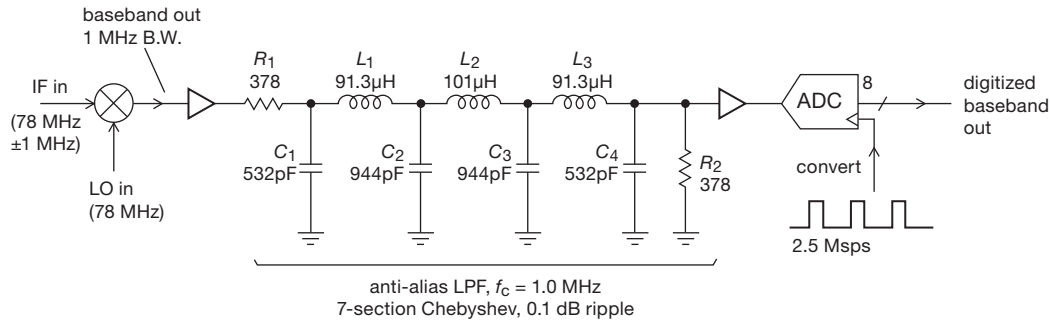 baseband out
1 MHz B.W.
IF in
(78 MHz
±1 MHz)
LO in
(78 MHz)
R1
378
L1
91.3μH
L2
101μH
L3
91.3μH
C1
532pF
C2
944pF
C3
944pF
C4
532pF
R2
378
ADC
8
digitized
baseband
out
convert
2.5 Msps
anti-alias LPF, fc = 1.0 MHz
7-section Chebyshev, 0.1 dB ripple